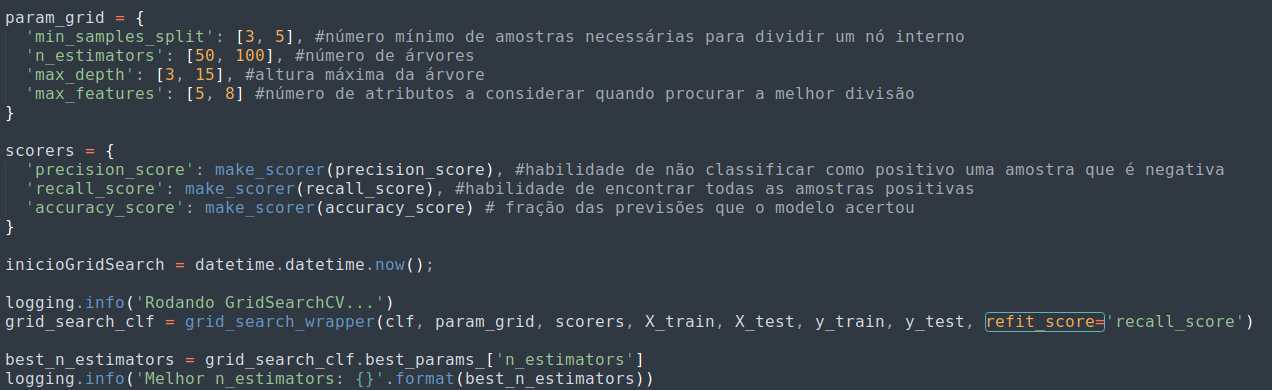 param_grid = {
'min_samples_split': [3, 5], #número mínimo de amostras necessárias para dividir um nó interno
'n_estimators': [50, 100], #número de árvores
'max_depth': [3, 15], #altura máxima da árvore
'max_features': [5, 8] #número de atributos a considerar quando procurar a melhor divisão
}
scorers = {
'precision_score': make_scorer(precision_score), #habilidade de não classificar como positivo uma amostra que é negativa
'recall_score': make_scorer(recall_score), #habilidade de encontrar todas as amostras positivas
'accuracy_score': make_scorer(accuracy_score) # fração das previsões que o modelo acertou
}
inicioGridSearch = datetime.datetime.now();
logging.info('Rodando GridSearchCV...')
grid_search_clf = grid_search_wrapper(clf, param_grid, scorers, X_train, X_test, y_train, y_test, refit_score='recall_score')
best_n_estimators = grid_search_clf.best_params_['n_estimators']
logging.info('Melhor n_estimators: {}'.format(best_n_estimators))